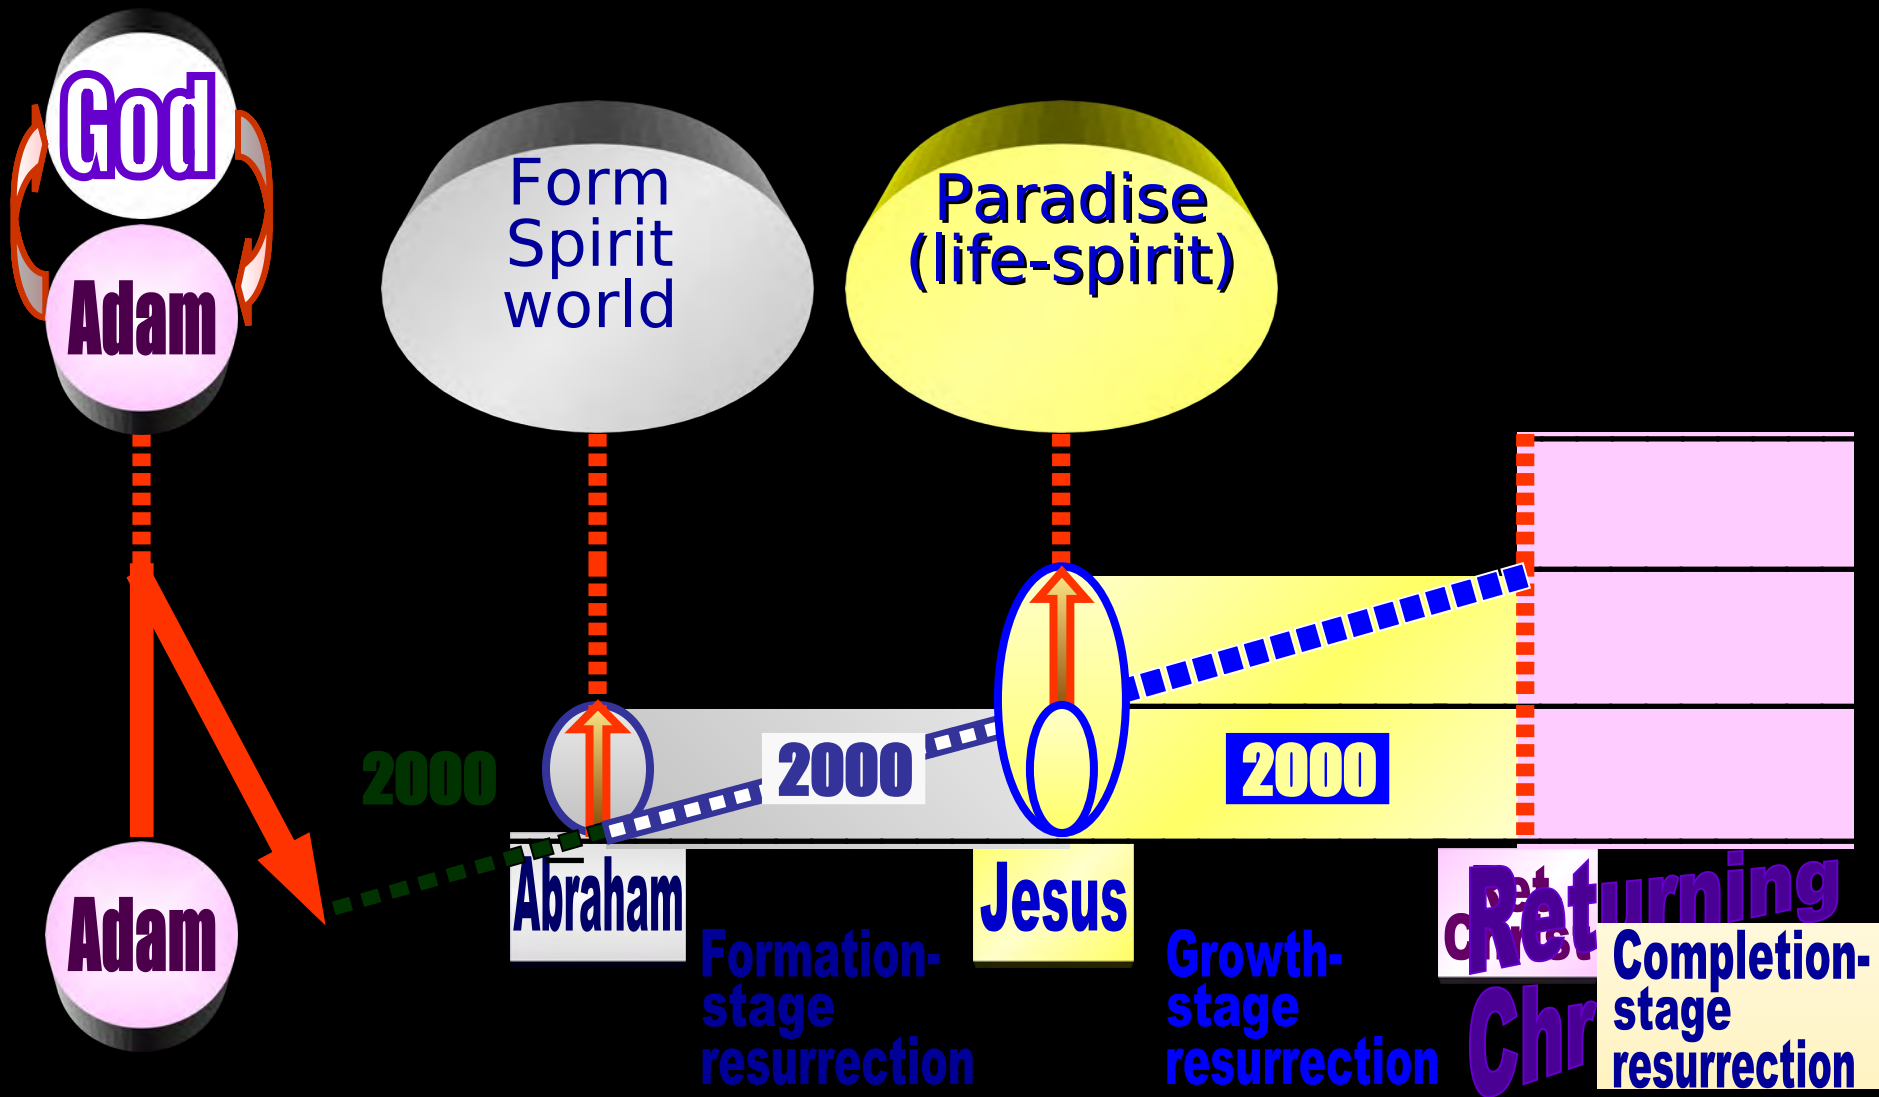 God
Adam
Form
Spirit
world
Paradise
(life-spirit)
2000
2000
2000
Adam
Abraham
Jesus
Returning
Formation-
stage
resurrection
Growth-
stage
resurrection
Completion-
stage
resurrection